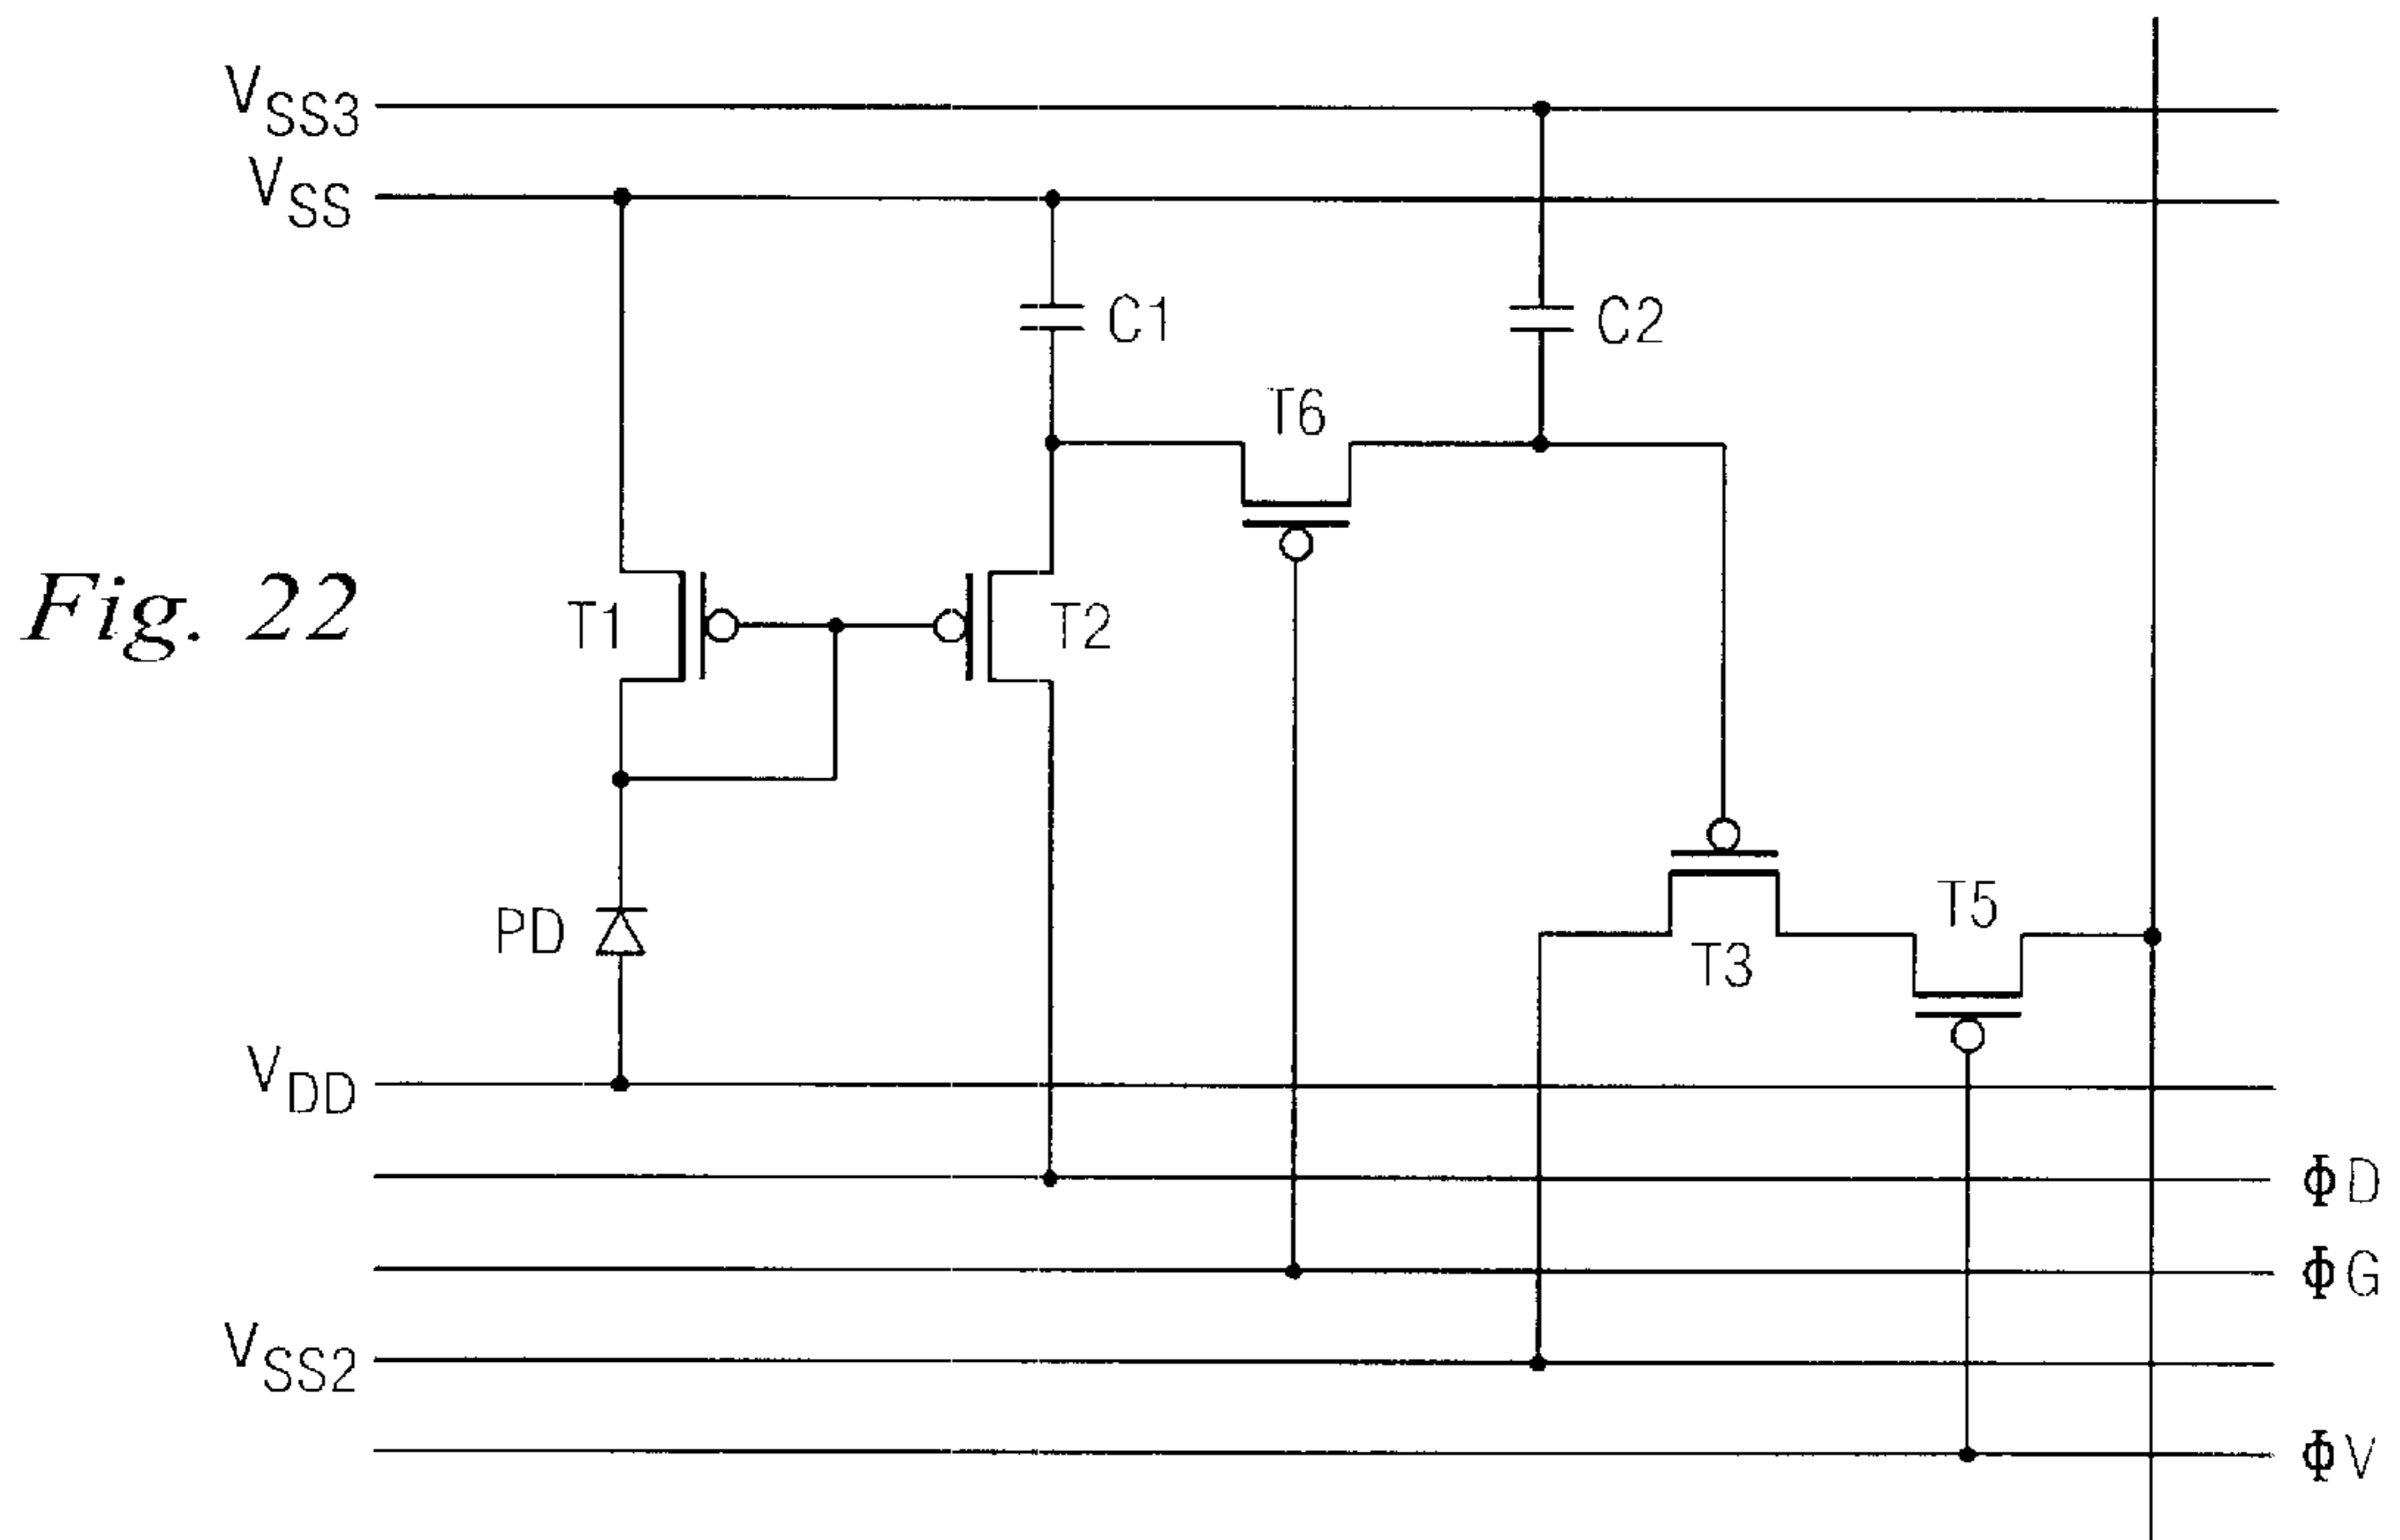 VSS3
VSS
C1
C2
T6
Fig. 22
T1
T2
PD
T5
T3
VDD
ΦD
ΦG
VSS2
ΦV